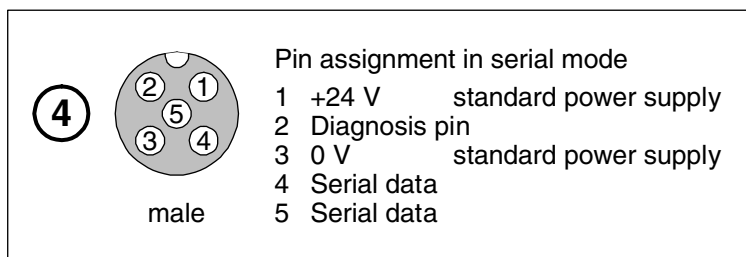 4
2 1
5
3 4
male
Pin assignment in serial mode
1 +24 V standard power supply
2 Diagnosis pin
3 0 V standard power supply
4 Serial data
5 Serial data